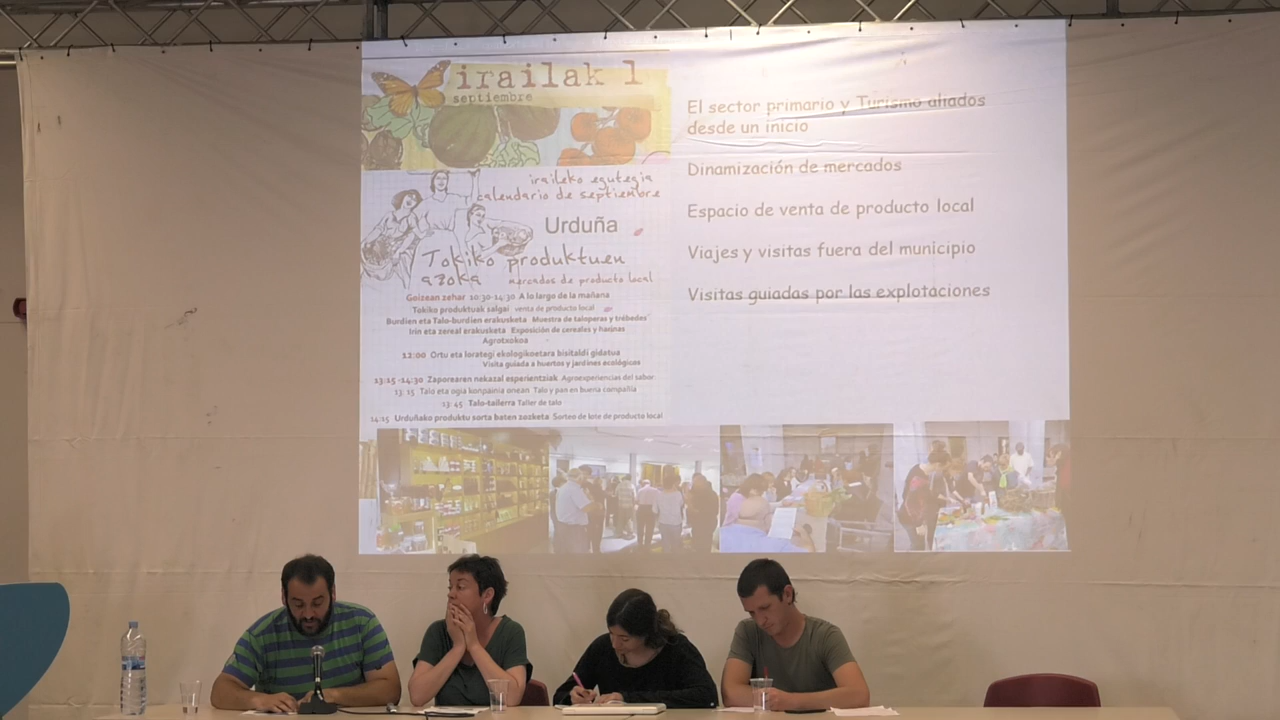 irailak 1
septiembre
iraileko egutegia
calendario de septiembre
Urduña
Tokiko produktuen
azoka mercados de producto local
Goizean zehar 10:30-14:30 A lo largo de la mañana
Tokiko produktuak salgai venta de producto local
Burdien eta Talo-burdien erakusketa Muestra de taloperas y trébedes
Irin eta zereal erakusketa Exposición de cereales y harinas
Agrotxokoa
12:00 Ortu eta lorategi ekologikoetara bisitaldi gidatua
Visita guiada a huertos y jardines ecológicos
13:15 -14:30 Zaporearen nekazal esperientziak Agroexperiencias del sabor:
13: 15 Talo eta ogia konpainia onean Talo y pan en buena compañía
13: 45 Talo-tailerra Taller de talo
14:15 Urduñako produktu sorta baten zozketa Sorteo de lote de producto local
El sector primario y Turismo aliados
desde un inicio
Dinamización de mercados
Espacio de venta de producto local
Viajes y visitas fuera del municipio
Visitas guiadas por las explotaciones